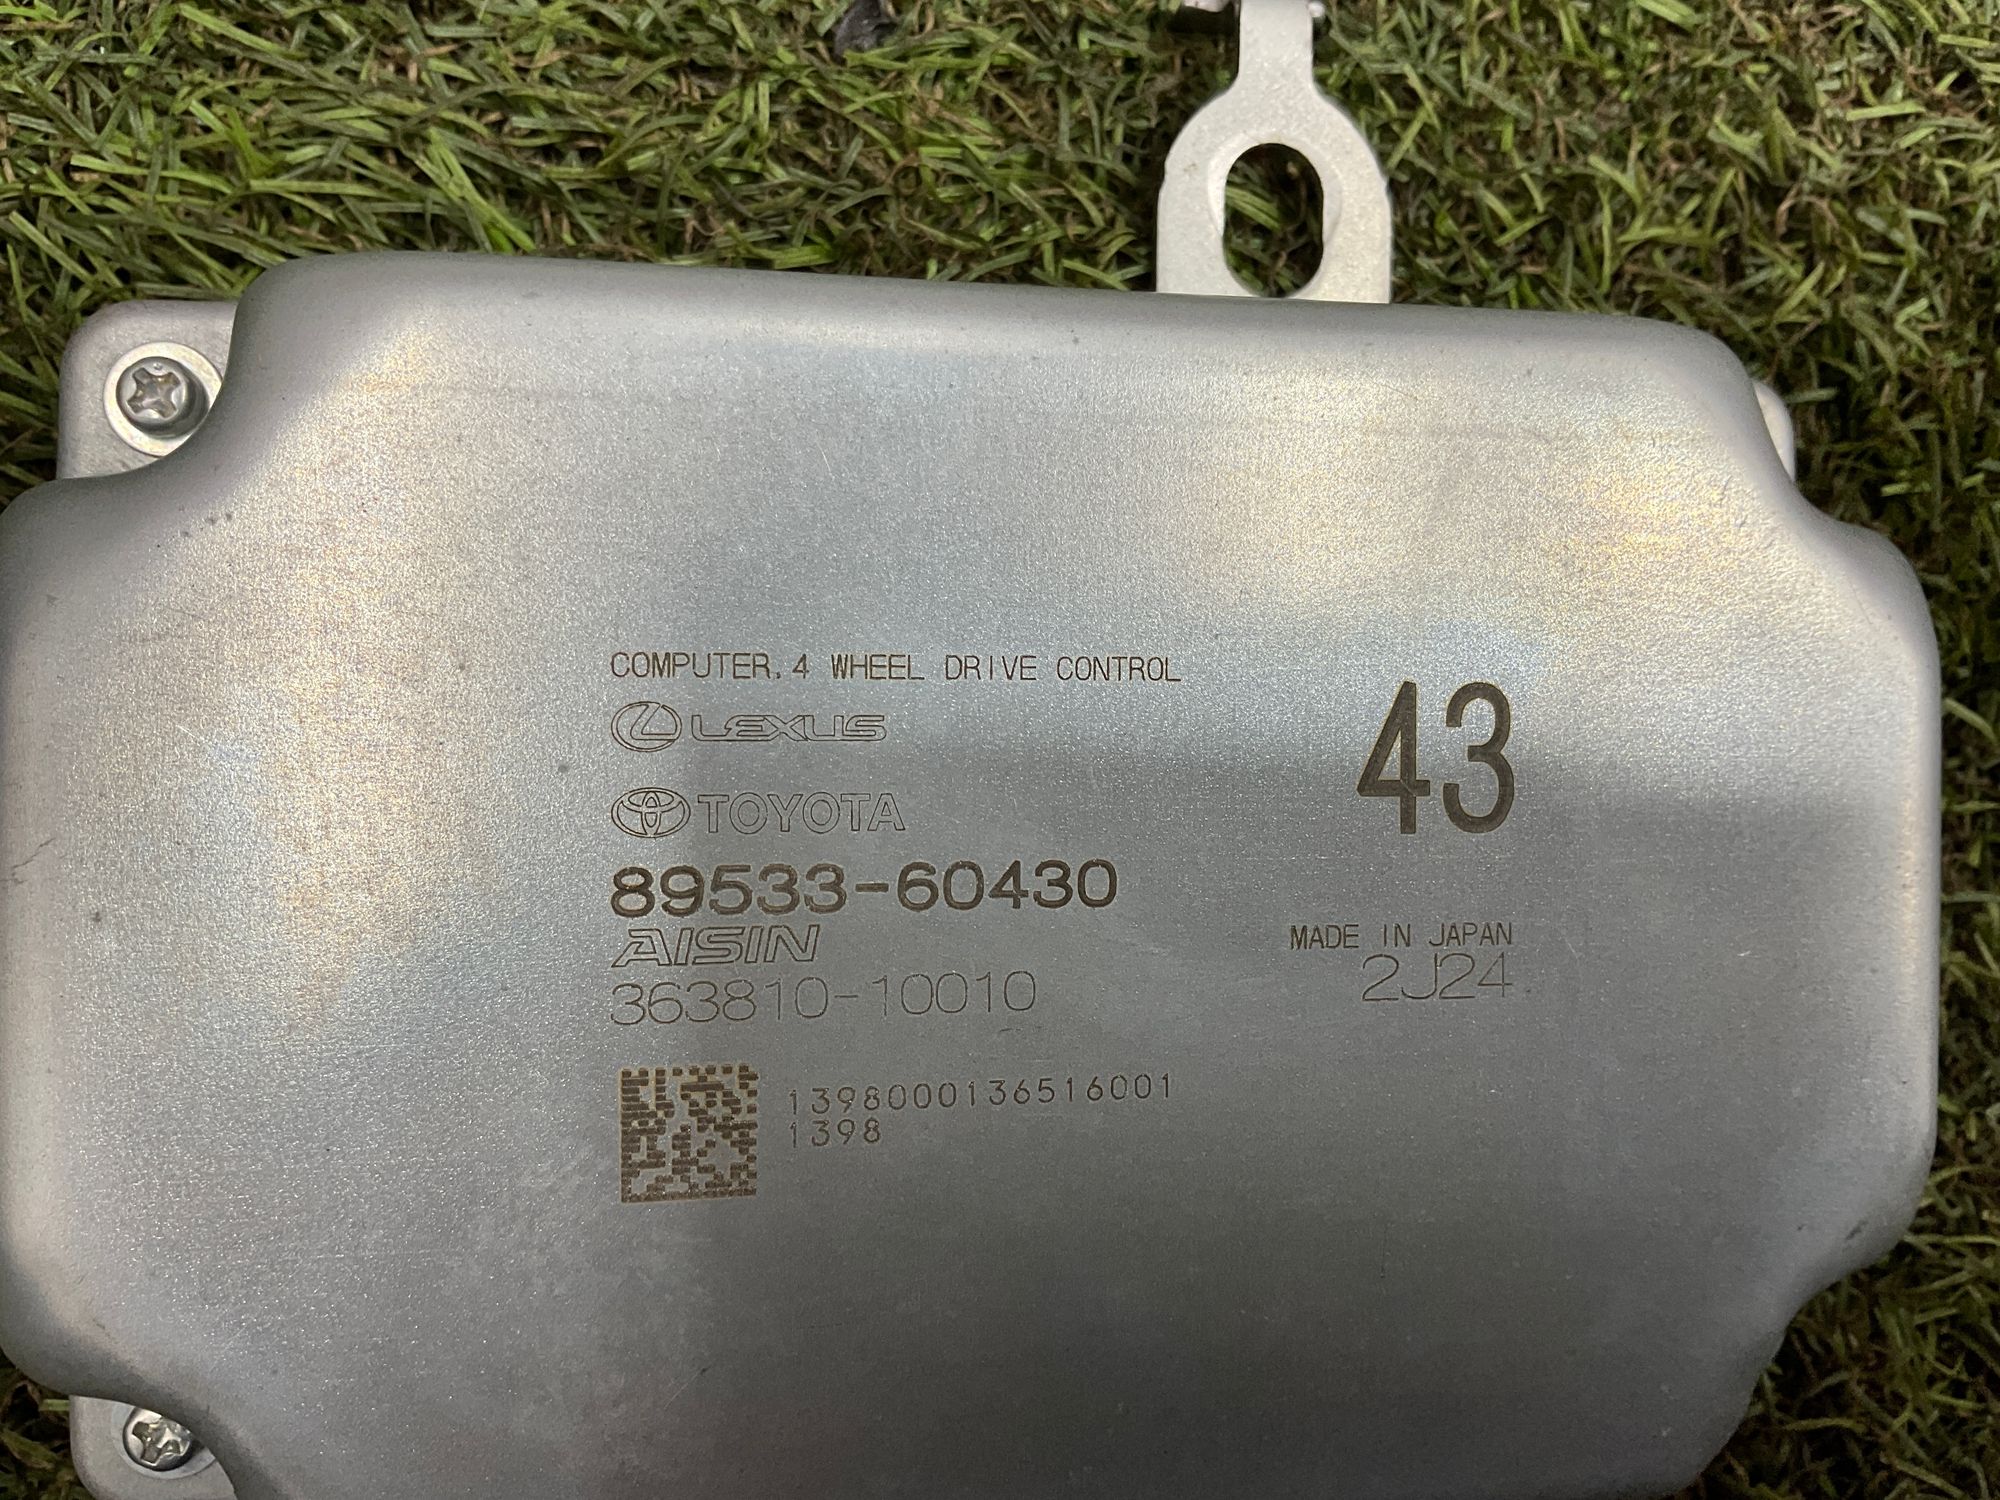 COMPUTER, 4 WHEEL DRIVE CONTROL
LEXUS
43
TOYOTA
89533-60430
AISIN
MADE IN JAPAN
363810-10010
2J24
1398000136516001
1398